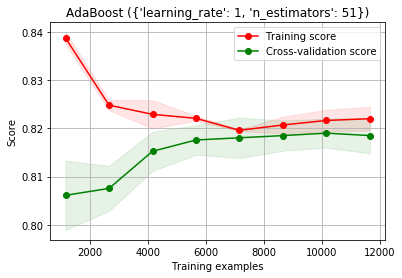 AdaBoost ({'learning_rate': 1, 'n_estimators': 51})
Training score
Cross-validation score
0.84
0.83
0.82
0.81
0.80
Score
2000 4000 6000 8000 10000 12000
Training examples